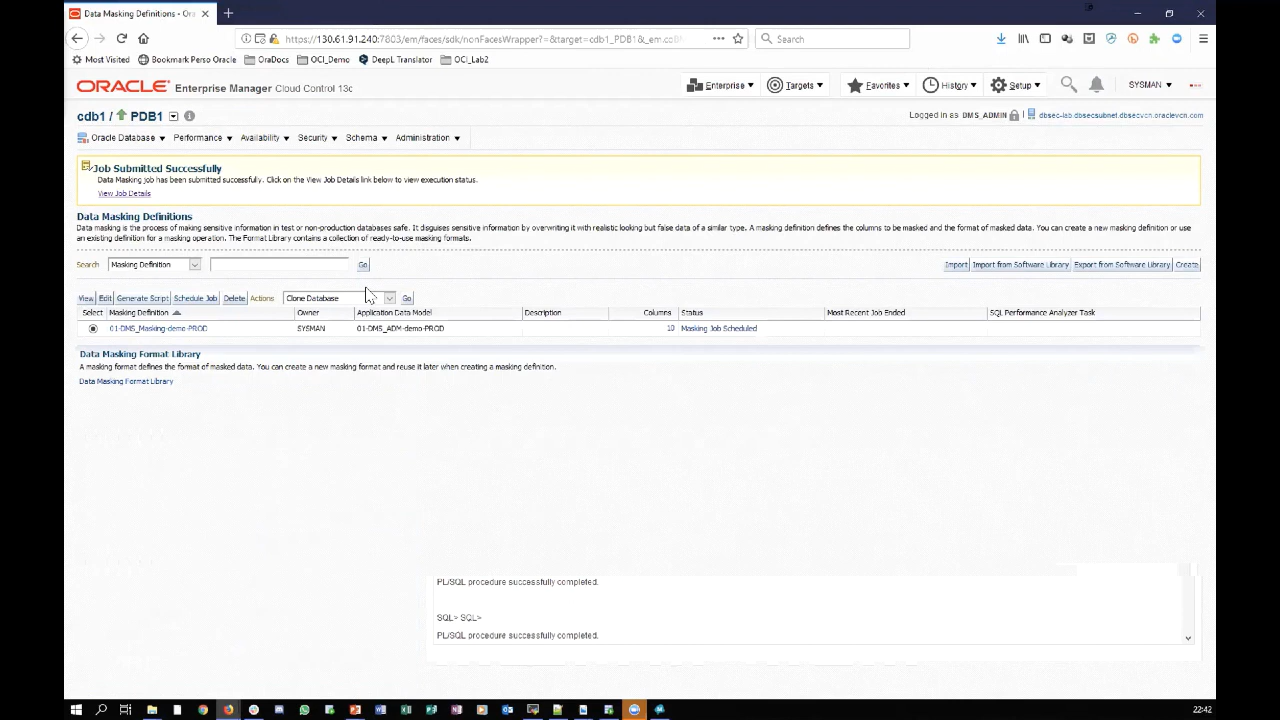 Data Masking Definitions - Ora
https://130.61.91.240:7803/em/faces/sdk/nonFacesWrapper?=&target=cdb1_PDB1&_em.cdb
Search
Most Visited Bookmark Perso Oracle OraDocs OCI_Demo DeepL Translator OCI_Lab2
ORACLE Enterprise Manager Cloud Control 13c Enterprise Targets Favorites History Setup SYSMAN
cdb1 / PDB1
Logged in as DMS_ADMIN dbsec-lab.dbsecsubnet.dbsecvcn.oraclevcn.com
Oracle Database Performance Availability Security Schema Administration
Job Submitted Successfully
Data Masking job has been submitted successfully. Click on the View Job Details link below to view execution status.
View Job Details
Data Masking Definitions
Data masking is the process of making sensitive information in test or non-production databases safe. It disguises sensitive information by overwriting it with realistic looking but false data of a similar type. A masking definition defines the columns to be masked and the format of masked data. You can create a new masking definition or use
an existing definition for a masking operation. The Format Library contains a collection of ready-to-use masking formats.
Search Masking Definition Go Import Import from Software Library Export from Software Library Create
View Edit Generate Script Schedule Job Delete Actions Clone Database Go
Select Masking Definition Owner Application Data Model Description Columns Status Most Recent Job Ended SQL Performance Analyzer Task
01-DMS_Masking-demo-PROD SYSMAN 01-DMS_ADM-demo-PROD 10 Masking Job Scheduled
Data Masking Format Library
A masking format defines the format of masked data. You can create a new masking format and reuse it later when creating a masking definition.
Data Masking Format Library
PL/SQL procedure successfully completed.
SQL> SQL>
PL/SQL procedure successfully completed.
22:42